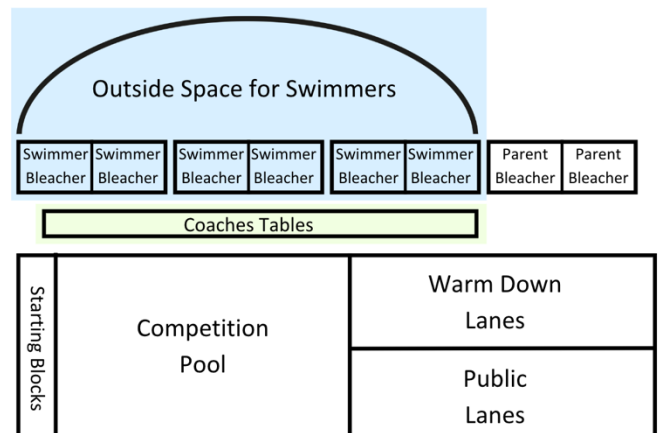 Outside Space for Swimmers
Swimmer Swimmer Swimmer Swimmer Swimmer Swimmer Parent Parent
Bleacher Bleacher Bleacher Bleacher Bleacher Bleacher Bleacher Bleacher
Coaches Tables
Starting Blocks
Competition
Pool
Warm Down
Lanes
Public
Lanes